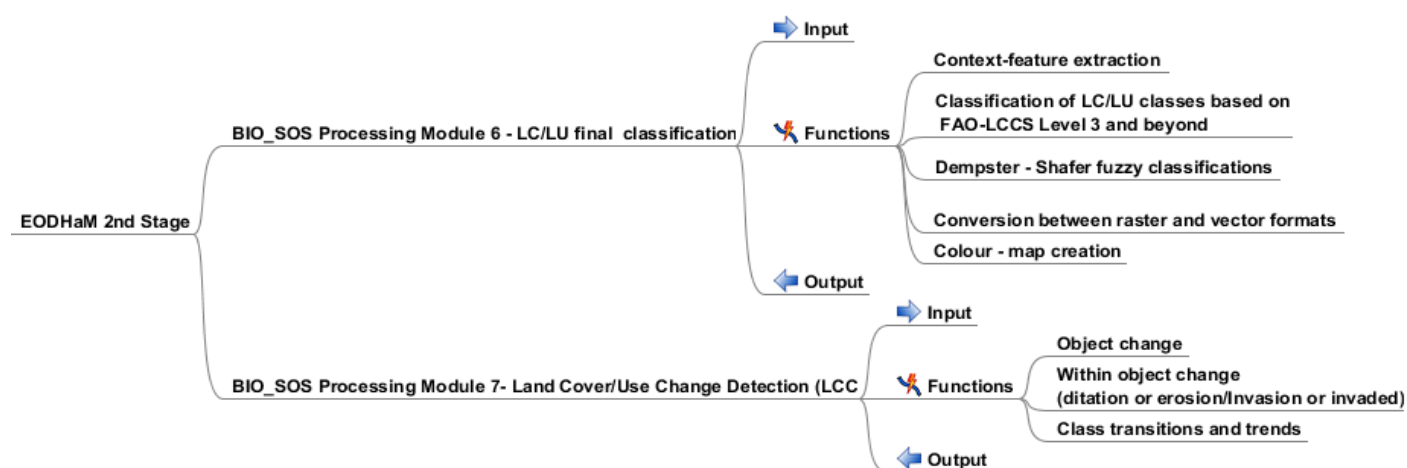 EODHaM 2nd Stage
BIO_SOS Processing Module 6 - LC/LU final classification
Input
Functions
Context-feature extraction
Classification of LC/LU classes based on
FAO-LCCS Level 3 and beyond
Dempster - Shafer fuzzy classifications
Conversion between raster and vector formats
Colour - map creation
Output
BIO_SOS Processing Module 7- Land Cover/Use Change Detection (LCC
Input
Functions
Object change
Within object change
(ditation or erosion/Invasion or invaded)
Class transitions and trends
Output